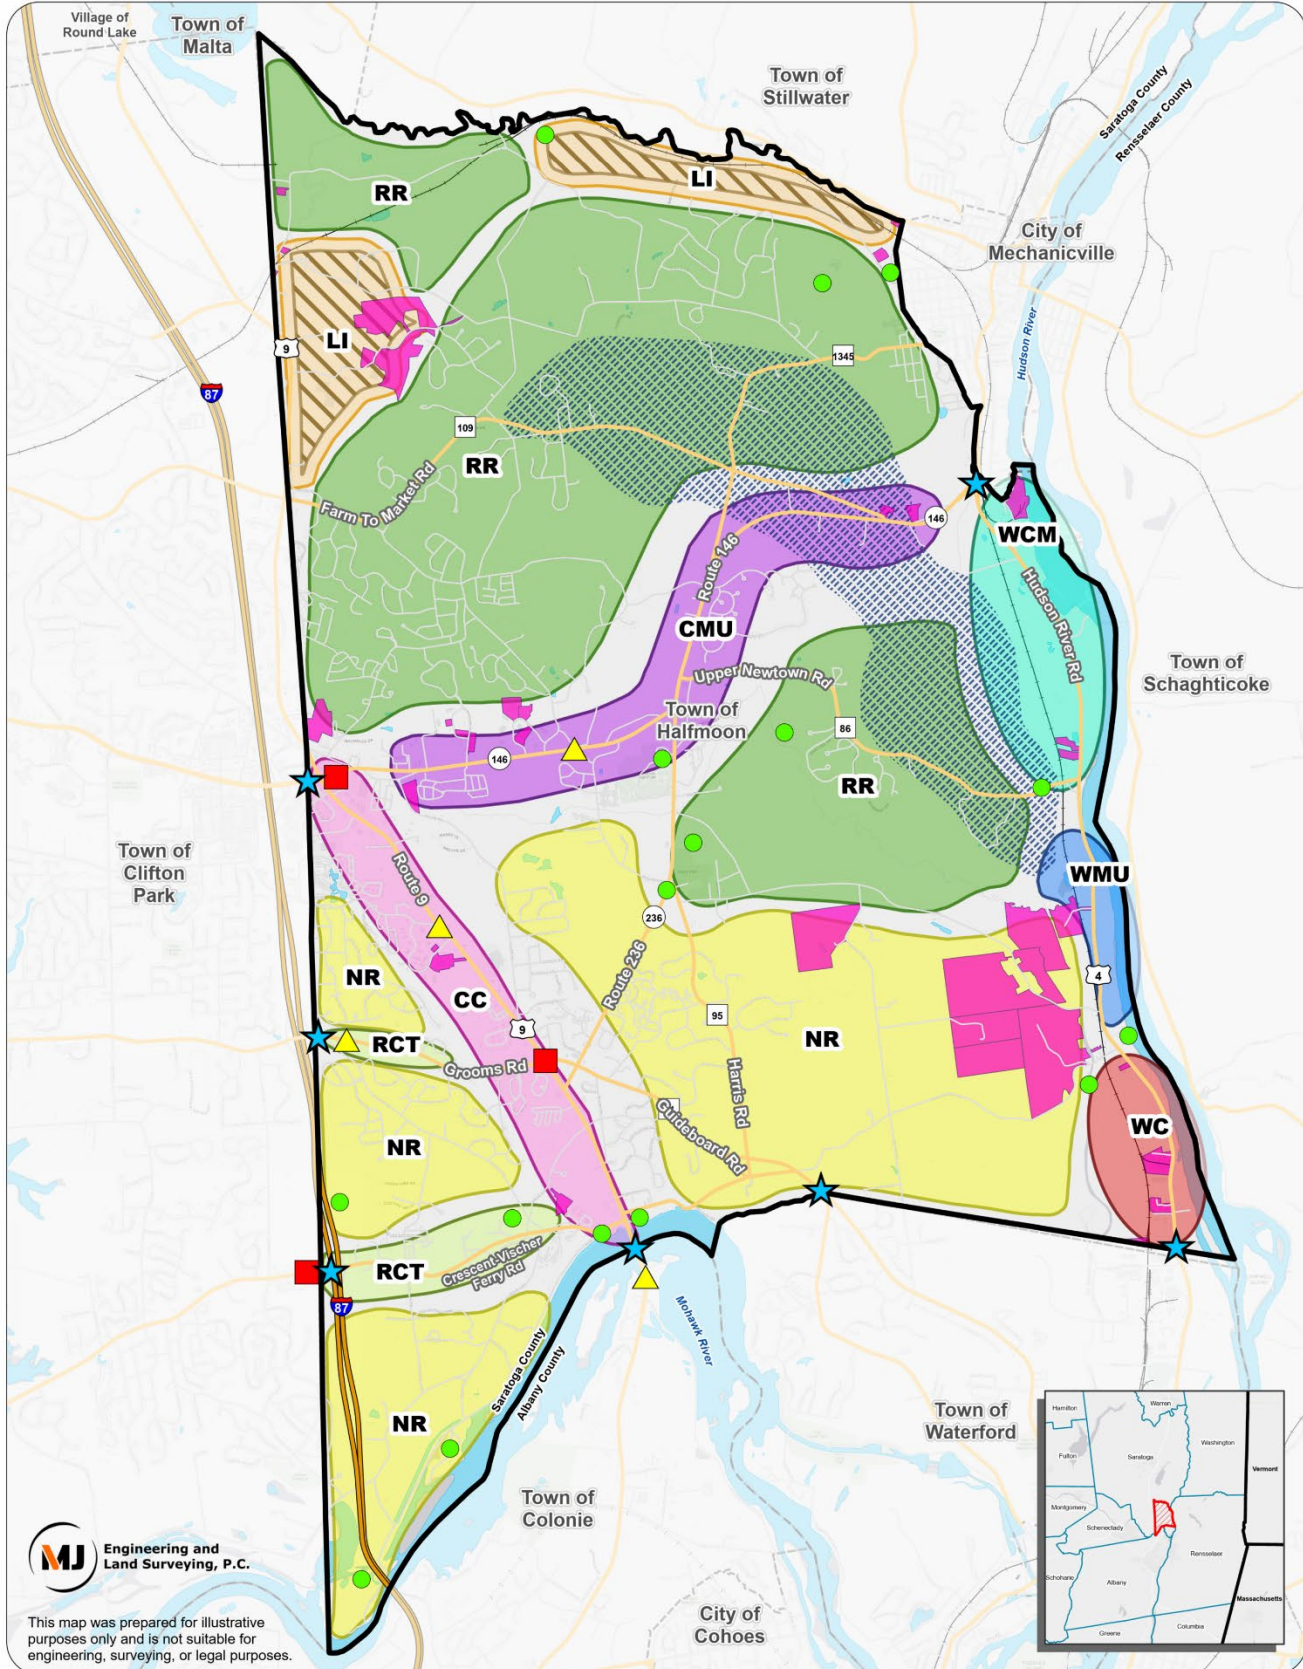 Village of
Round Lake
Town of
Malta
Town of
Stillwater
Saratoga County
Rensselaer County
RR
LI
City of
Mechanicville
Hudson River
LI
9
87
1345
109
RR
Farm To Market Rd
146
WCM
Route 146
Hudson River Rd
CMU
Upper Newtown Rd
Town of
Halfmoon
Town of
Schaghticoke
86
146
RR
Town of
Clifton
Park
Route 9
WMU
236
Route 236
NR
CC
4
9
95
NR
RCT
Grooms Rd
Harris Rd
Guideboard Rd
NR
WC
RCT
Crescent-Vischer
Ferry Rd
87
Mohawk River
Saratoga County
Albany County
NR
Town of
Waterford
Town of
Colonie
City of
Cohoes
MJ
Engineering and
Land Surveying, P.C.
This map was prepared for illustrative
purposes only and is not suitable for
engineering, surveying, or legal purposes.
Hamilton
Warren
Fulton
Saratoga
Washington
Vermont
Montgomery
Schenectady
Rensselaer
Schoharie
Albany
Massachusetts
Greene
Columbia